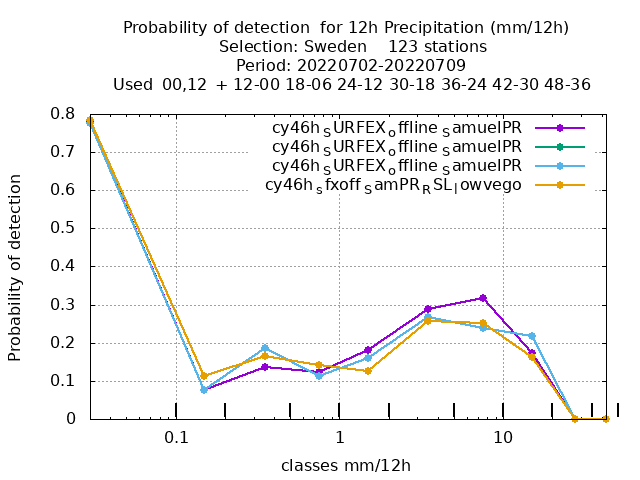 Probability of detection for 12h Precipitation (mm/12h)
Selection: Sweden 123 stations
Period: 20220702-20220709
Used 00,12 + 12-00 18-06 24-12 30-18 36-24 42-30 48-36
cy46h_SURFEX_offline_SamuelPR
cy46h_SURFEX_offline_SamuelPR
cy46h_SURFEX_offline_SamuelPR
cy46h_sfxoff_SamPR_RSL_lowvego
Probability of detection
0.8
0.7
0.6
0.5
0.4
0.3
0.2
0.1
0
0.1 1 10
classes mm/12h